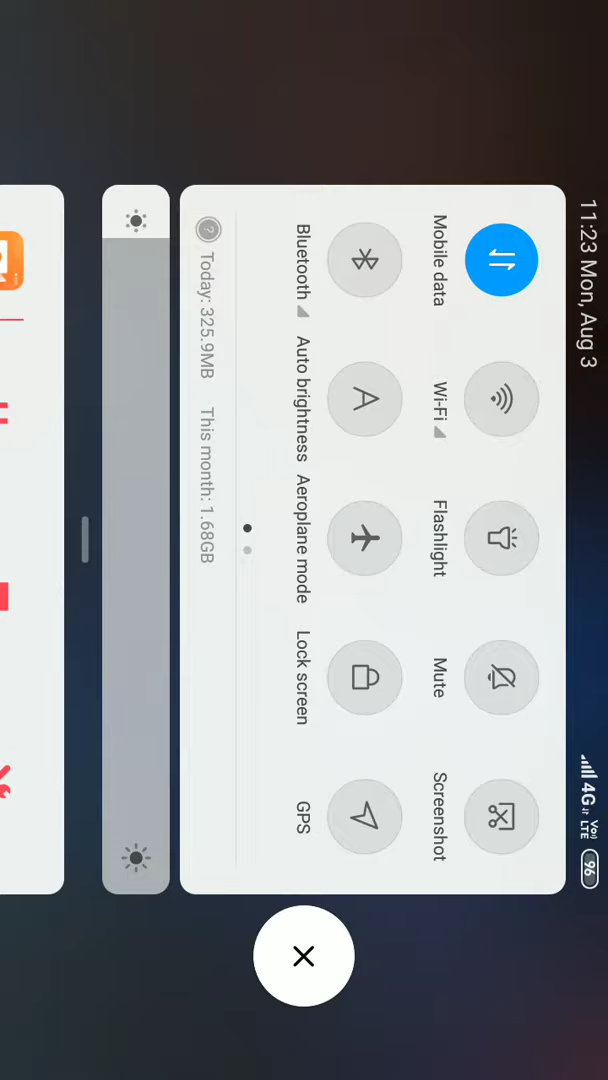 11:23 Mon, Aug 3
4G Vo)) LTE 96
Mobile data
Wi-Fi
Flashlight
Mute
Screenshot
Bluetooth
Auto brightness
Aeroplane mode
Lock screen
GPS
Today: 325.9MB This month: 1.68GB